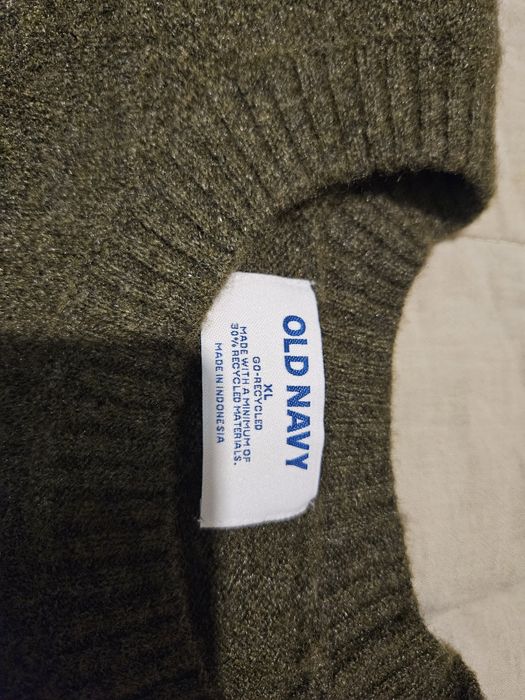 OLD NAVY
XL
GO-RECYCLED
MADE WITH A MINIMUM OF
30% RECYCLED MATERIALS.
MADE IN INDONESIA